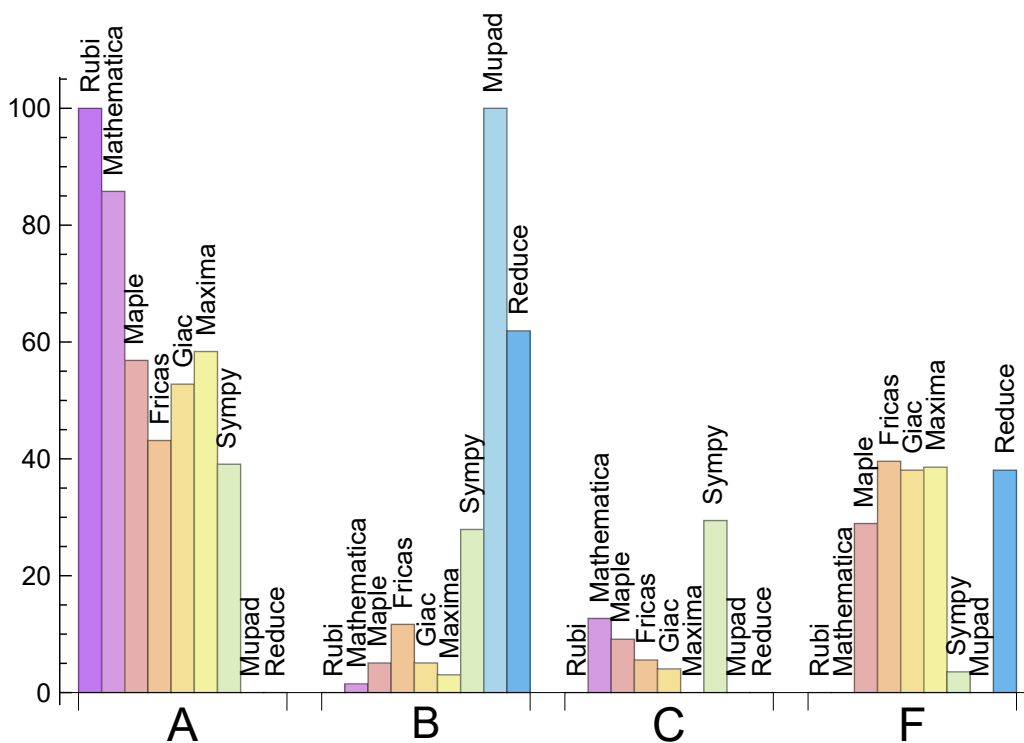 100
80
60
40
20
0
Rubi
Mathematica
Maple
Fricas
Giac
Maxima
Sympy
Mupad
Reduce
A
Rubi
Mathematica
Maple
Fricas
Giac
Maxima
Sympy
Mupad
Reduce
B
Rubi
Mathematica
Maple
Fricas
Giac
Maxima
Sympy
Mupad
Reduce
C
Rubi
Mathematica
Maple
Fricas
Giac
Maxima
Sympy
Mupad
Reduce
F